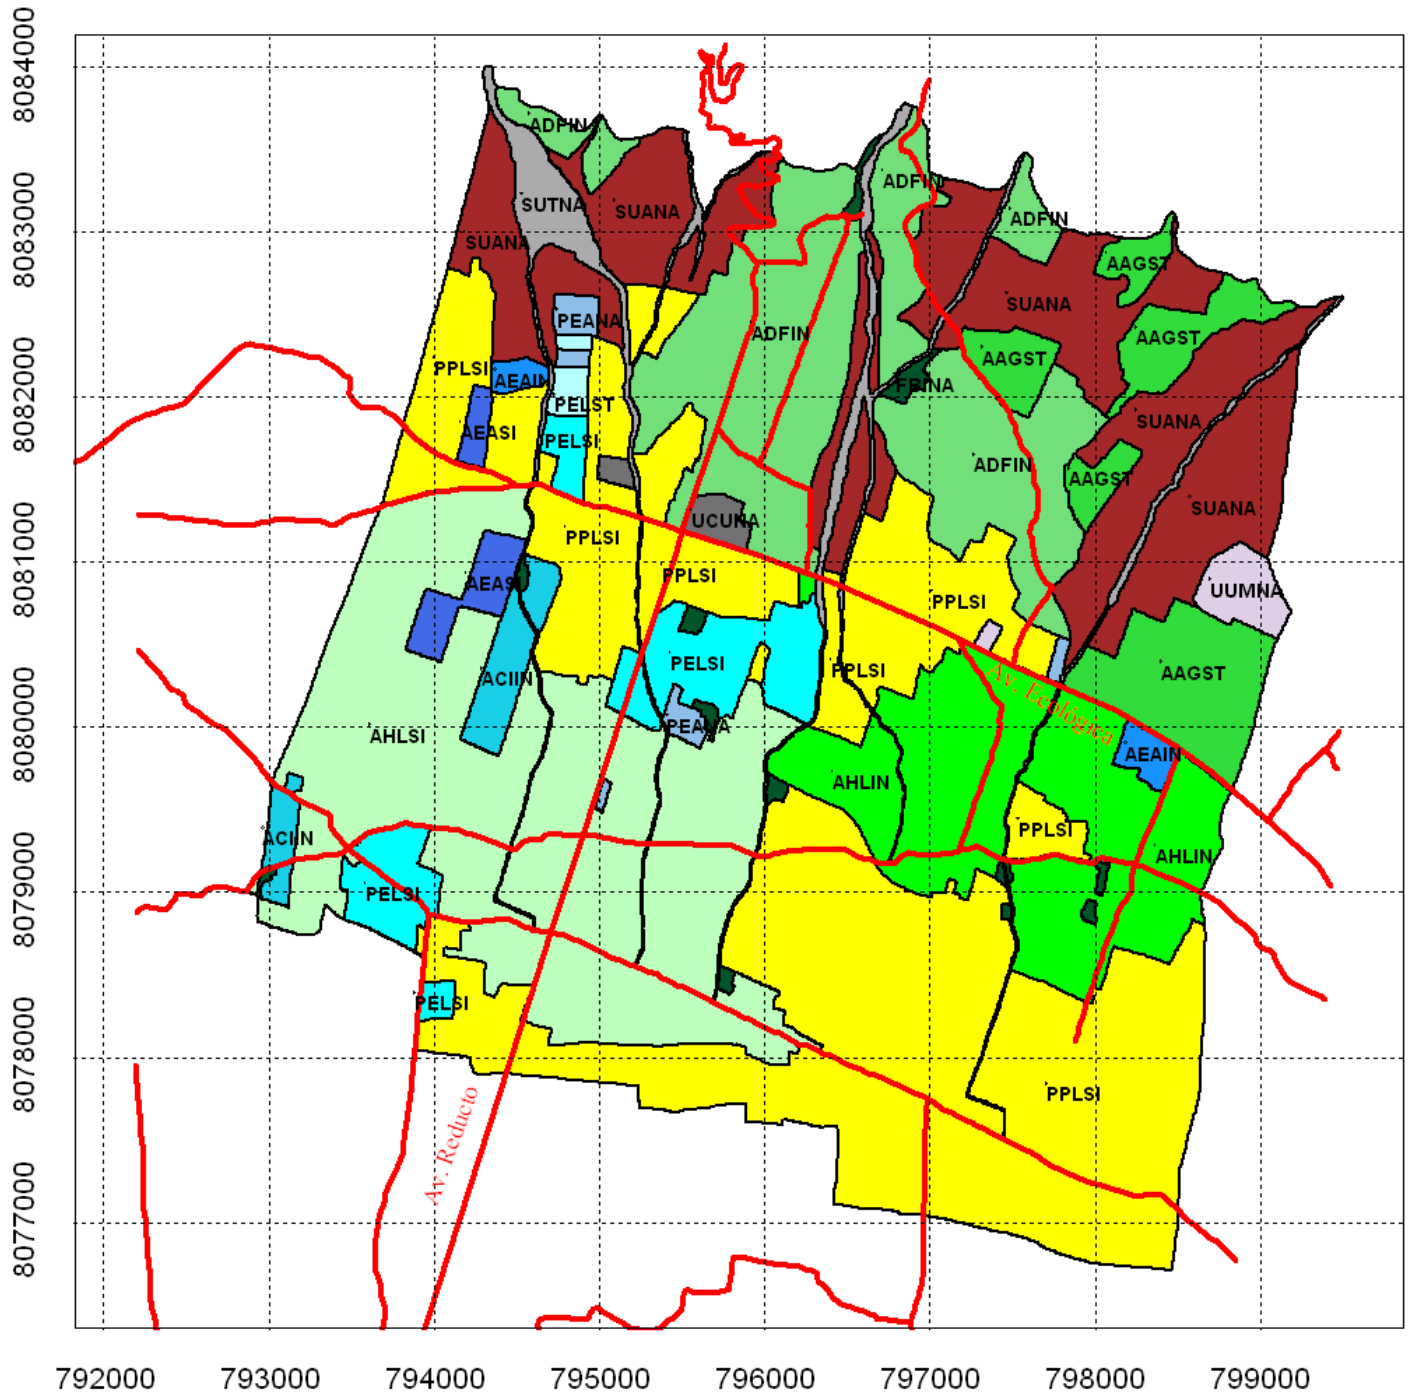 8084000
ADFIN
ADFIN
SUTNA
SUANA
ADFIN
8083000
SUANA
AAGST
SUANA
PEANA
ADFIN
AAGST
AAGST
PPLSI
AEAIN
FBINA
8082000
PELST
SUANA
AEASI
PELSI
ADFIN
AAGST
SUANA
UCUNA
PPLSI
8081000
PPLSI
AEASI
UUMNA
PPLSI
PELSI
PPLSI
AAGST
ACIIN
Av. Ecológica
8080000
PEANA
AHLSI
AEAIN
AHLIN
PPLSI
ACIIN
AHLIN
8079000
PELSI
PELSI
8078000
PPLSI
Av. Reducto
8077000
792000 793000 794000 795000 796000 797000 798000 799000